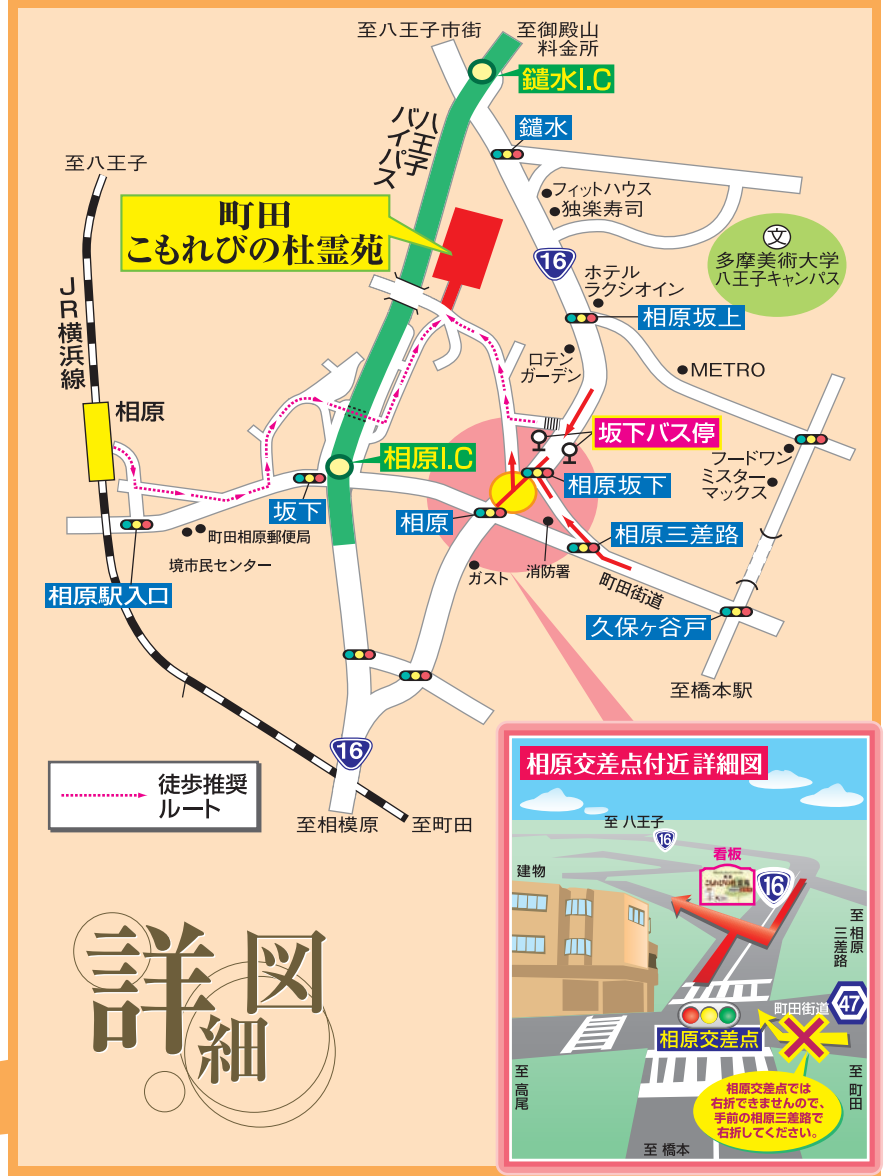 至八王子市街
至御殿山
料金所
鑓水I.C
八王子
バイパス
鑓水
至八王子
フィットハウス
独楽寿司
町田
こもれびの杜霊苑
文
多摩美術大学
八王子キャンパス
16
ホテル
ラクシオイン
JR横浜線
相原坂上
ロテン
ガーデン
METRO
相原
坂下バス停
フードワン
ミスター
マックス
相原I.C
相原坂下
坂下
相原
相原三差路
町田相原郵便局
境市民センター
ガスト
消防署
町田街道
相原駅入口
久保ヶ谷戸
至橋本駅
16
徒歩推奨
ルート
至相模原
至町田
詳細図
相原交差点付近 詳細図
至 八王子
16
看板
建物
こもれびの杜霊苑
16
至 相原
三差路
町田街道
47
相原交差点
至 高尾
至 町田
相原交差点では
右折できませんので、
手前の相原三差路で
右折してください。
至 橋本